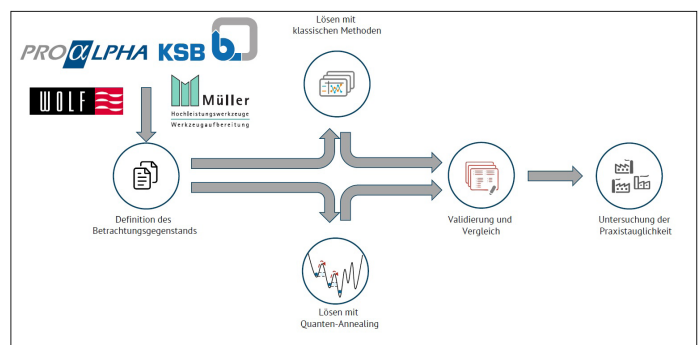 Lösen mit
klassischen Methoden
PROαLPHA KSB b.
WOLF
Müller
Hochleistungswerkzeuge
Werkzeugaufbereitung
Definition des
Betrachtungsgegenstands
Validierung und
Vergleich
Untersuchung der
Praxistauglichkeit
Lösen mit
Quanten-Annealing